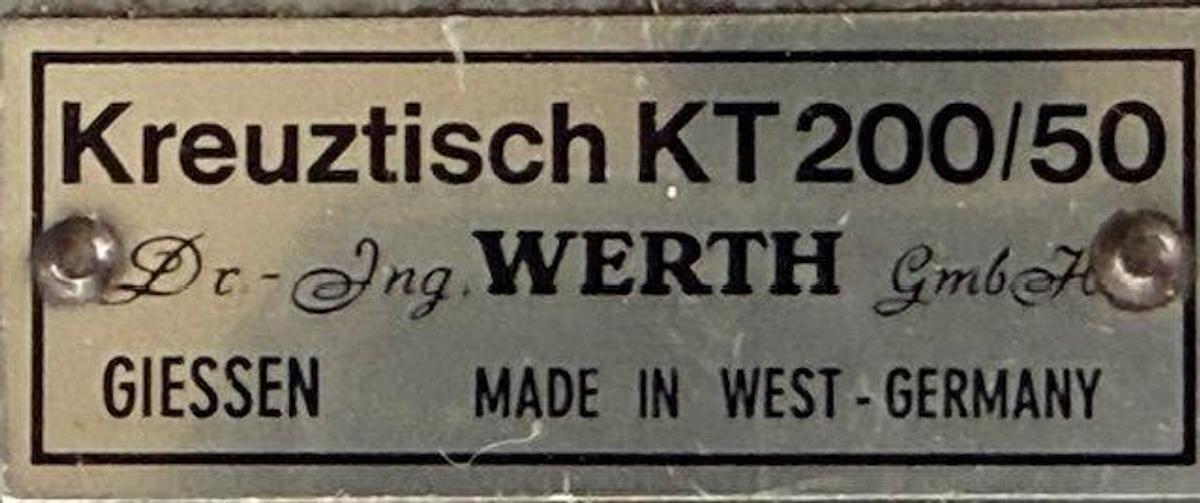 Kreuztisch KT 200/50
Dr.-Ing. WERTH GmbH
GIESSEN MADE IN WEST-GERMANY